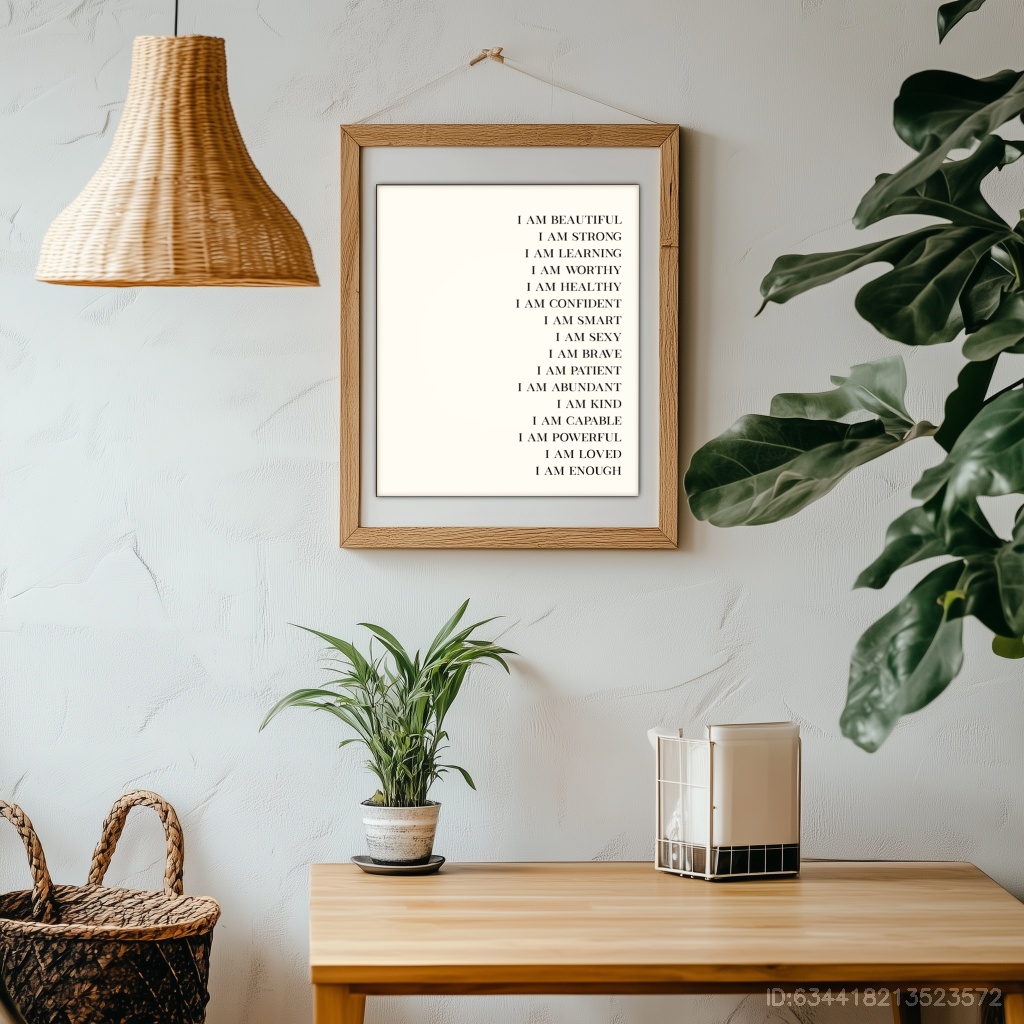 I AM BEAUTIFUL
I AM STRONG
I AM LEARNING
I AM WORTHY
I AM HEALTHY
I AM CONFIDENT
I AM SMART
I AM SEXY
I AM BRAVE
I AM PATIENT
I AM ABUNDANT
I AM KIND
I AM CAPABLE
I AM POWERFUL
I AM LOVED
I AM ENOUGH
ID:634418213523572